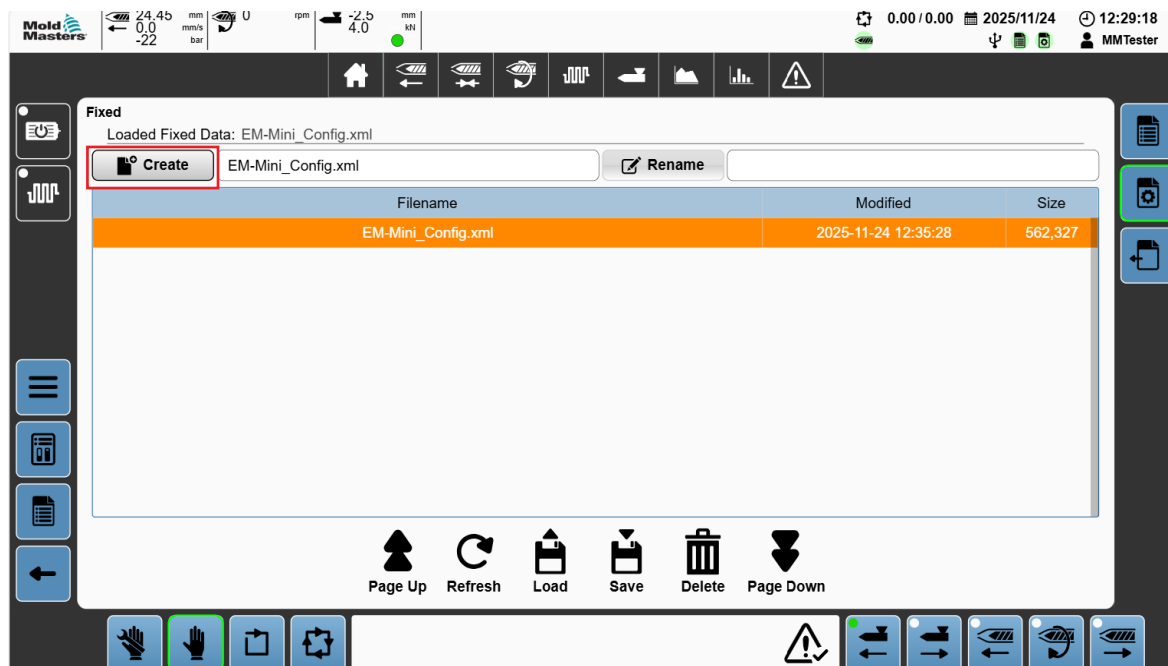 Mold
Masters
24.45 mm
0.0 mm/s
-22 bar
0 rpm
-2.5 mm
4.0 kN
0.00 / 0.00
2025/11/24
12:29:18
MMTester
Fixed
Loaded Fixed Data: EM-Mini_Config.xml
Create
EM-Mini_Config.xml
Rename
Filename Modified Size
EM-Mini_Config.xml 2025-11-24 12:35:28 562,327
Page Up Refresh Load Save Delete Page Down